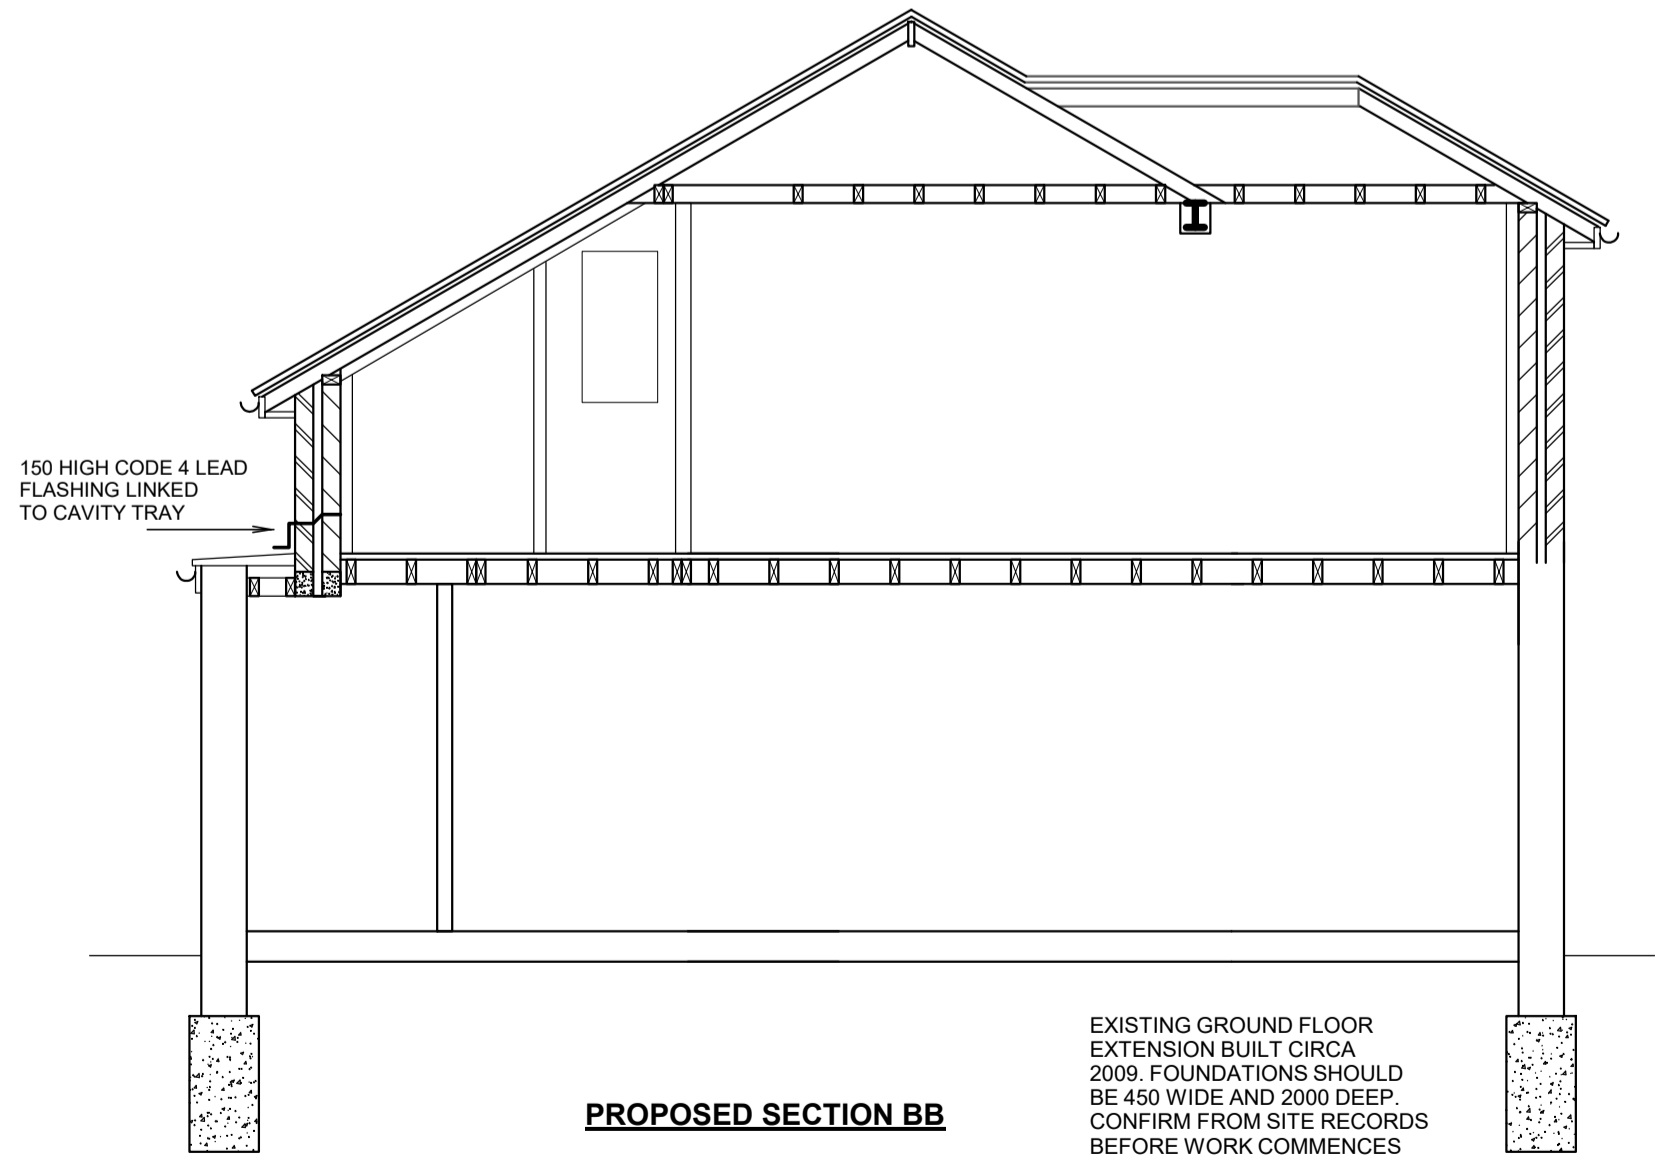 150 HIGH CODE 4 LEAD
FLASHING LINKED
TO CAVITY TRAY
PROPOSED SECTION BB
EXISTING GROUND FLOOR
EXTENSION BUILT CIRCA
2009. FOUNDATIONS SHOULD
BE 450 WIDE AND 2000 DEEP.
CONFIRM FROM SITE RECORDS
BEFORE WORK COMMENCES